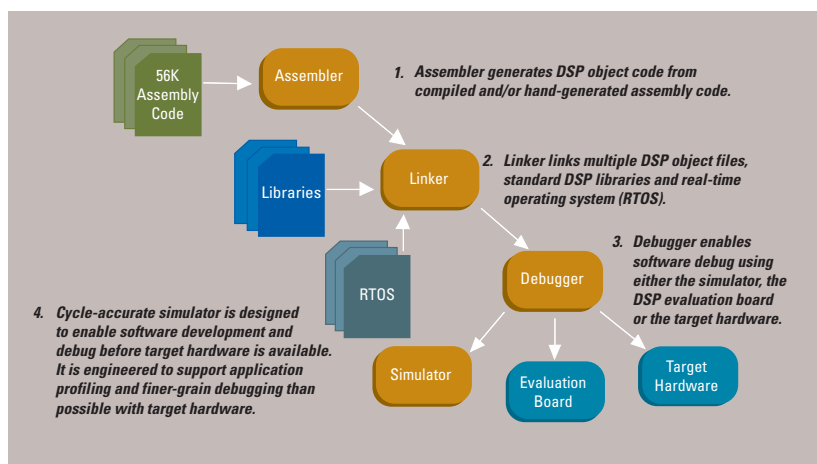 56K
Assembly
Code
Assembler
1. Assembler generates DSP object code from
compiled and/or hand-generated assembly code.
Libraries
Linker
2. Linker links multiple DSP object files,
standard DSP libraries and real-time
operating system (RTOS).
RTOS
Debugger
3. Debugger enables
software debug using
either the simulator, the
DSP evaluation board
or the target hardware.
4. Cycle-accurate simulator is designed
to enable software development and
debug before target hardware is available.
It is engineered to support application
profiling and finer-grain debugging than
possible with target hardware.
Simulator
Evaluation
Board
Target
Hardware